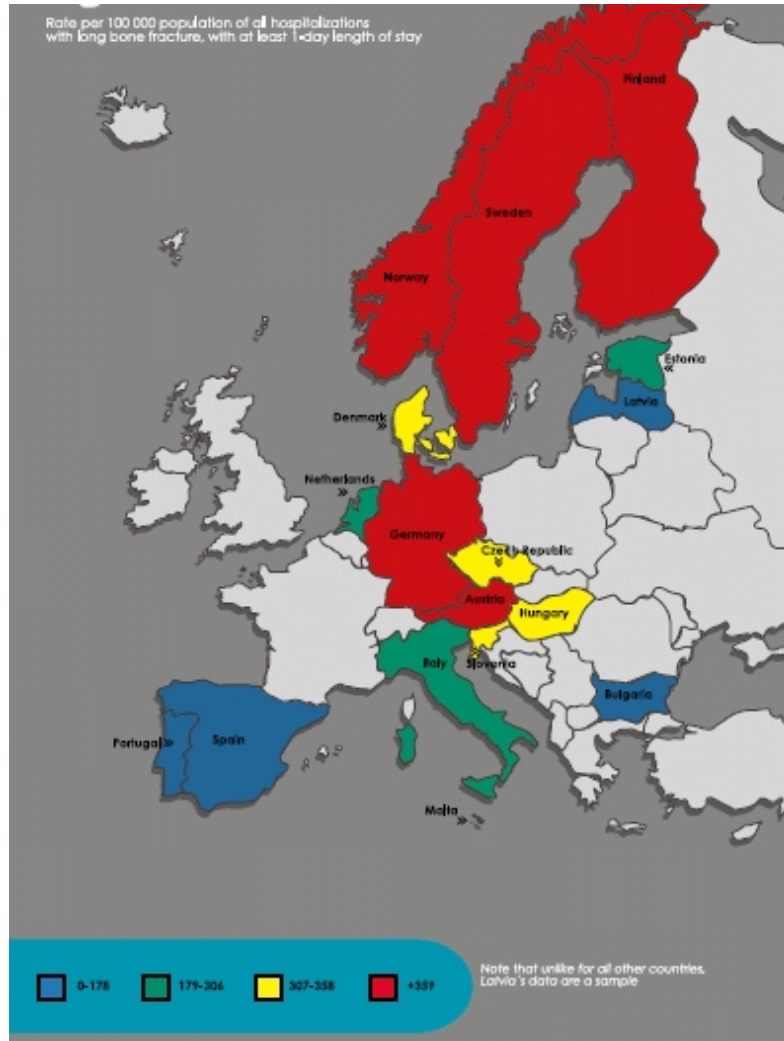 Rate per 100 000 population of all hospitalizations
with long bone fracture, with at least 1-day length of stay
Finland
Sweden
Norway
Estonia
«
Latvia
Denmark
»
Netherlands
»
Germany
Czech Republic
Austria
Hungary
Italy
Slovenia
Bulgaria
Portugal»
Spain
Malta
»
0-178
179-306
307-358
+359
Note that unlike for all other countries,
Latvia's data are a sample